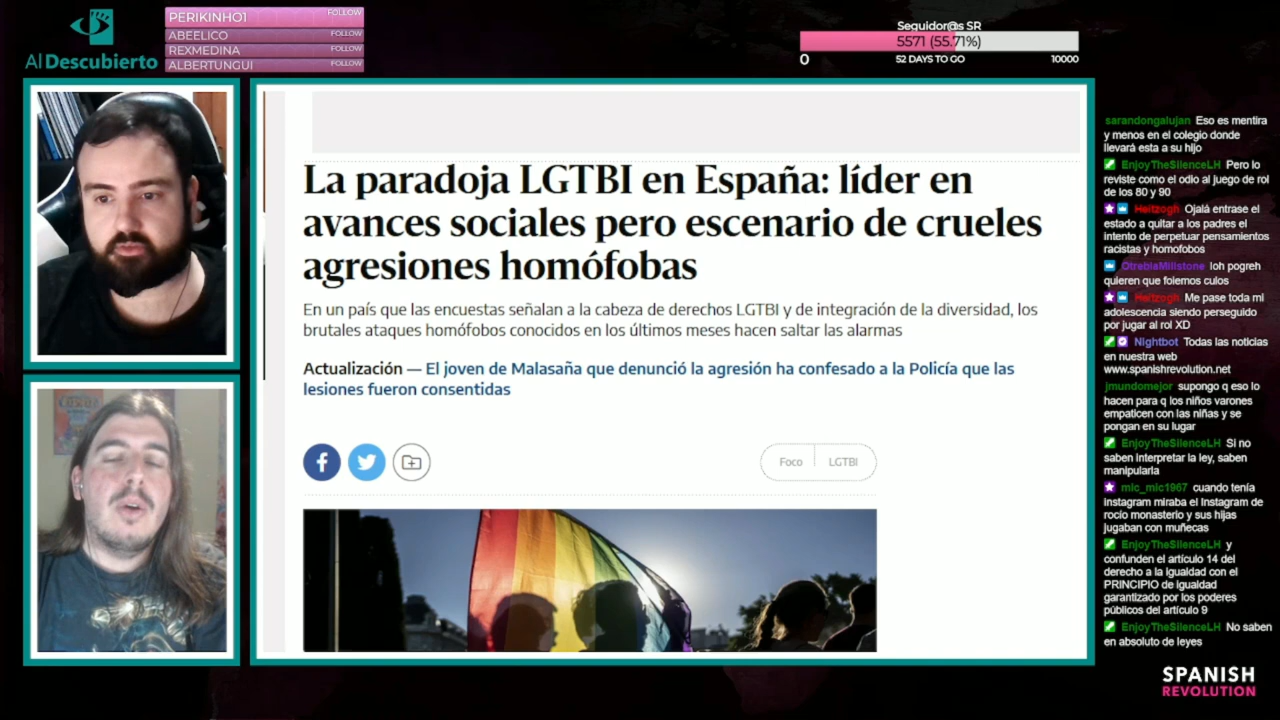 Al Descubierto
PERIKINHO1 FOLLOW
ABEELICO FOLLOW
REXMEDINA FOLLOW
ALBERTUNGUI FOLLOW
Seguidor@s SR
5571 (55.71%)
0 52 DAYS TO GO 10000
La paradoja LGTBI en España: líder en
avances sociales pero escenario de crueles
agresiones homófobas
En un país que las encuestas señalan a la cabeza de derechos LGTBI y de integración de la diversidad, los
brutales ataques homófobos conocidos en los últimos meses hacen saltar las alarmas
Actualización — El joven de Malasaña que denunció la agresión ha confesado a la Policía que las
lesiones fueron consentidas
Foco LGTBI
sarandongalujan Eso es mentira
y menos en el colegio donde
llevará esta a su hijo
EnjoyTheSilenceLH Pero lo
reviste como el odio al juego de rol
de los 80 y 90
Heitzogh Ojalá entrase el
estado a quitar a los padres el
intento de perpetuar pensamientos
racistas y homofobos
OtreblaMillstone Ioh pogreh
quieren que folemos culos
Heitzogh Me pase toda mi
adolescencia siendo perseguido
por jugar al rol XD
Nightbot Todas las noticias
en nuestra web
www.spanishrevolution.net
jmundomejor supongo q eso lo
hacen para q los niños varones
empaticen con las niñas y se
pongan en su lugar
EnjoyTheSilenceLH Si no
saben interpretar la ley, saben
manipularla
mic_mic1967 cuando tenía
Instagram miraba el Instagram de
rocío monasterio y sus hijas
jugaban con muñecas
EnjoyTheSilenceLH y
confunden el artículo 14 del
derecho a la igualdad con el
PRINCIPIO de igualdad
garantizado por los poderes
públicos del artículo 9
EnjoyTheSilenceLH No saben
en absoluto de leyes
SPANISH
REVOLUTION